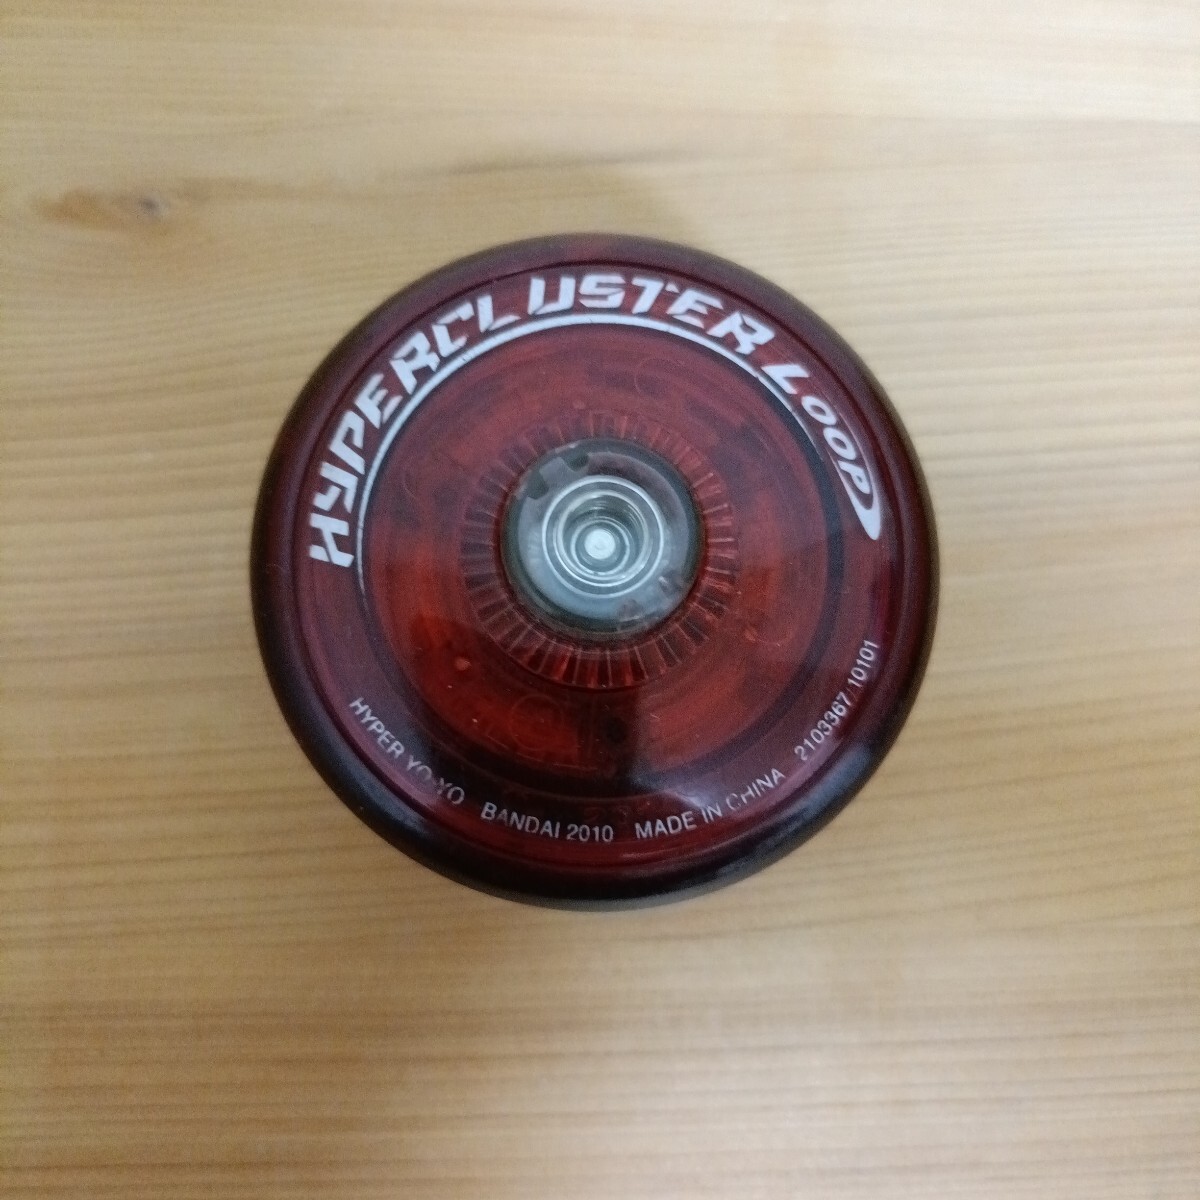 HYPERCLUSTER LOOP
HYPER YO-YO BANDAI 2010 MADE IN CHINA 2103367/10101